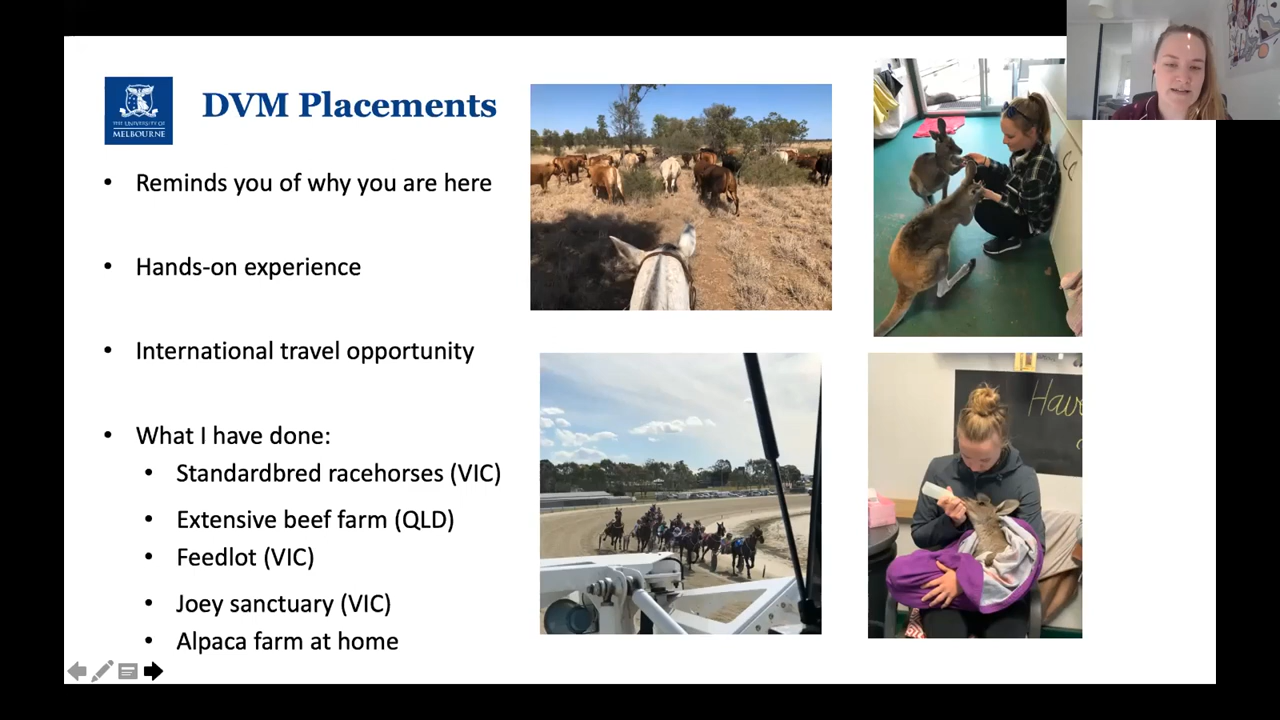 THE UNIVERSITY OF
MELBOURNE
DVM Placements
• Reminds you of why you are here
• Hands-on experience
• International travel opportunity
• What I have done:
• Standardbred racehorses (VIC)
• Extensive beef farm (QLD)
• Feedlot (VIC)
• Joey sanctuary (VIC)
• Alpaca farm at home
Hav